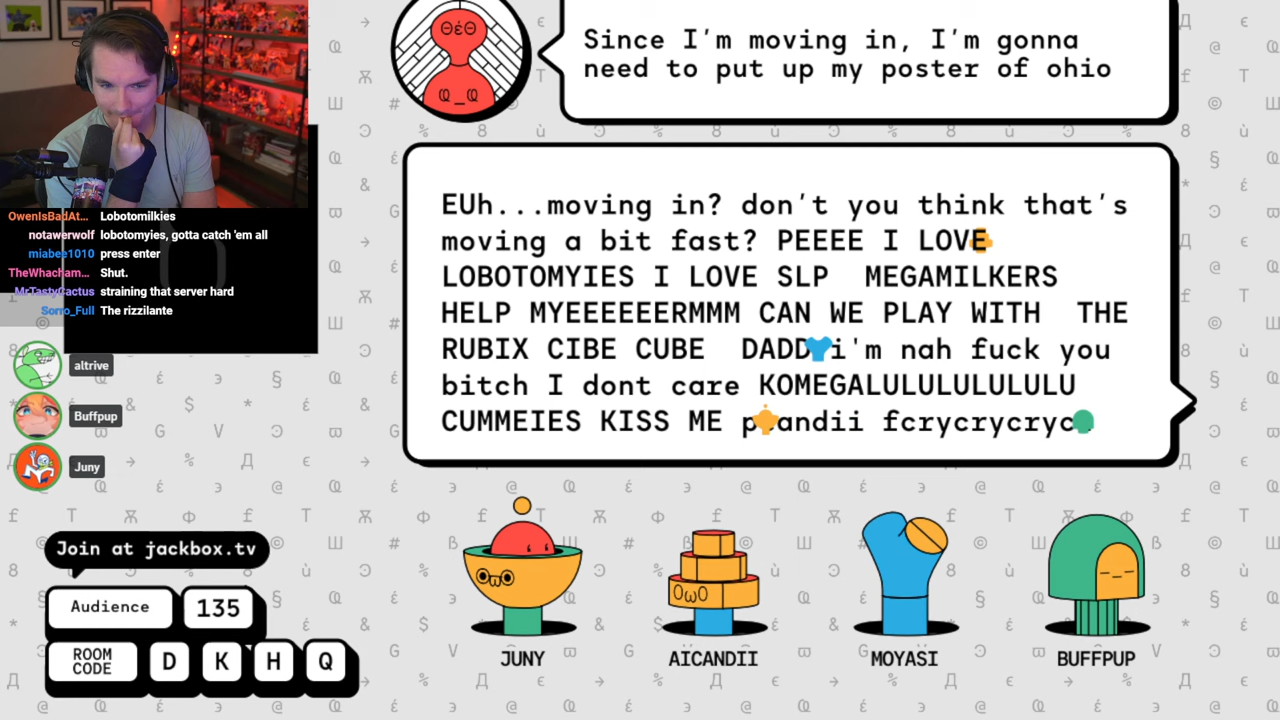 Since I'm moving in, I'm gonna
need to put up my poster of ohio
EUh...moving in? don't you think that's
moving a bit fast? PEEEE I LOVE
LOBOTOMYIES I LOVE SLP MEGAMILKERS
HELP MYEEEEEERMMM CAN WE PLAY WITH THE
RUBIX CIBE CUBE DADD i'm nah fuck you
bitch I dont care KOMEGALULULULULULU
CUMMEIES KISS ME andii
OwenIsBadAt... Lobotomilkies
notawerwolf lobotomyies, gotta catch 'em all
miabee1010 press enter
TheWhacham... Shut.
MrTastyCactus straining that server hard
Sorro_Full The rizzilante
altrive
Buffpup
Juny
Join at jackbox.tv
Audience 135
ROOM
CODE D K H Q
JUNY AICANDII MOYASI BUFFPUP